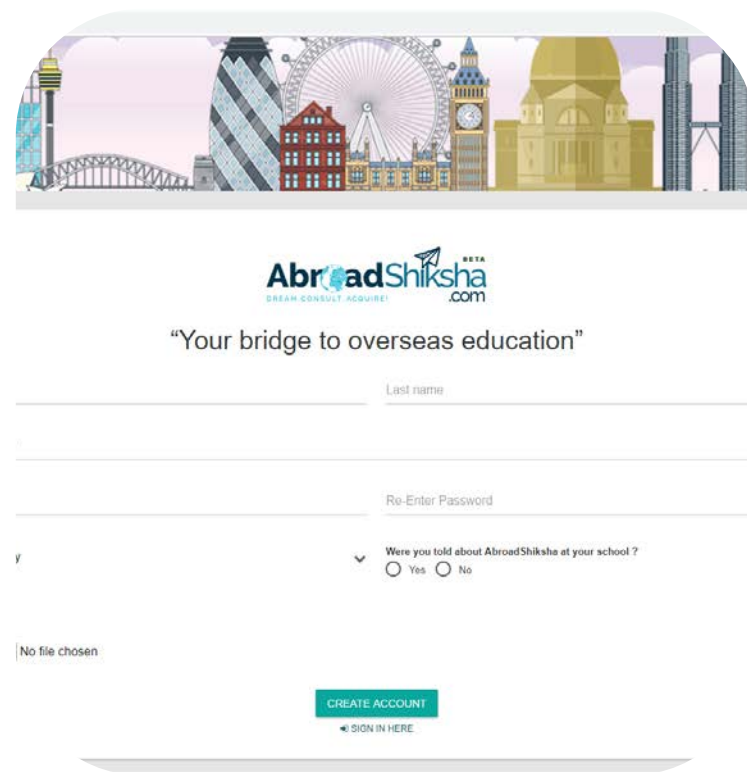 BETA
AbroadShiksha
.com
DREAM CONSULT ACQUIRE!
“Your bridge to overseas education”
Last name
Re-Enter Password
y
Were you told about AbroadShiksha at your school ?
Yes No
No file chosen
CREATE ACCOUNT
SIGN IN HERE